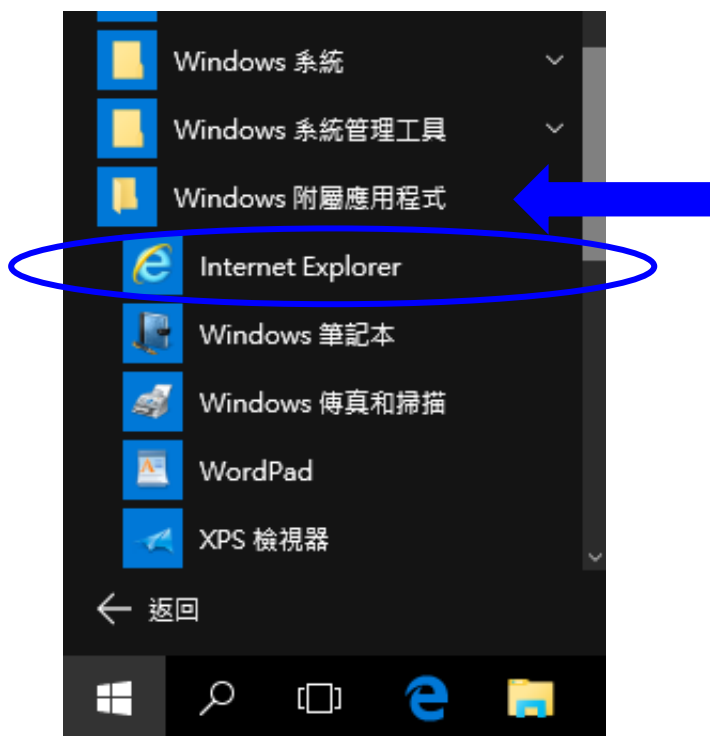 Windows 系統
Windows 系統管理工具
Windows 附屬應用程式
Internet Explorer
Windows 筆記本
Windows 傳真和掃描
WordPad
XPS 檢視器
返回